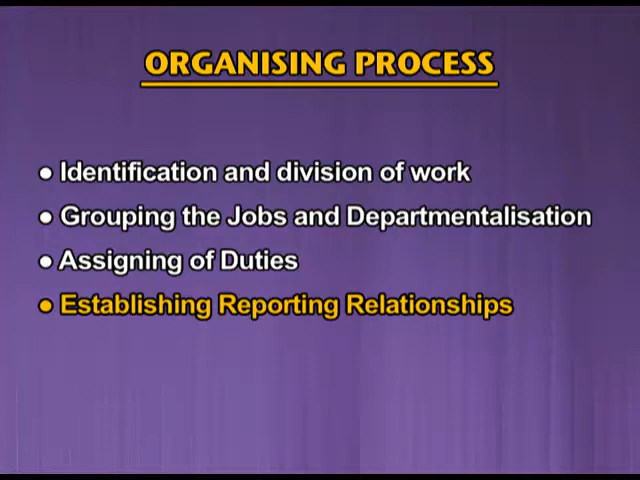 ORGANISING PROCESS
● Identification and division of work
● Grouping the Jobs and Departmentalisation
● Assigning of Duties
● Establishing Reporting Relationships